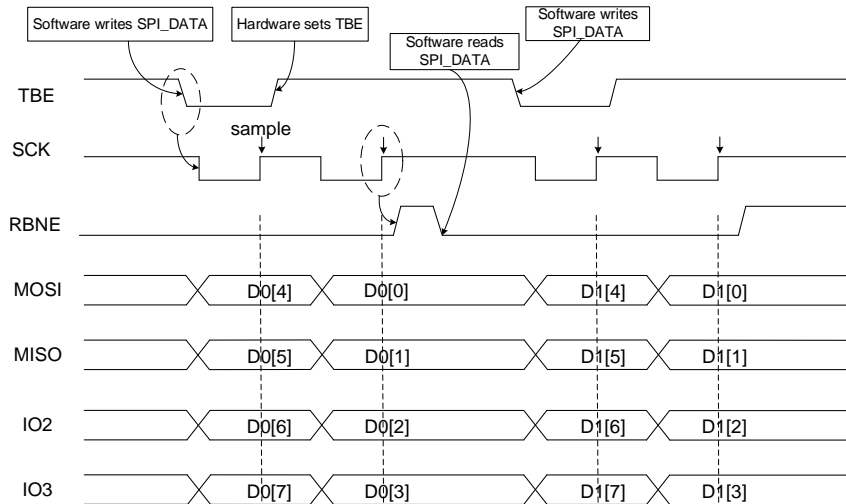 Software writes SPI_DATA
Hardware sets TBE
Software reads
SPI_DATA
Software writes
SPI_DATA
TBE
sample
SCK
RBNE
MOSI D0[4] D0[0] D1[4] D1[0]
MISO D0[5] D0[1] D1[5] D1[1]
IO2 D0[6] D0[2] D1[6] D1[2]
IO3 D0[7] D0[3] D1[7] D1[3]